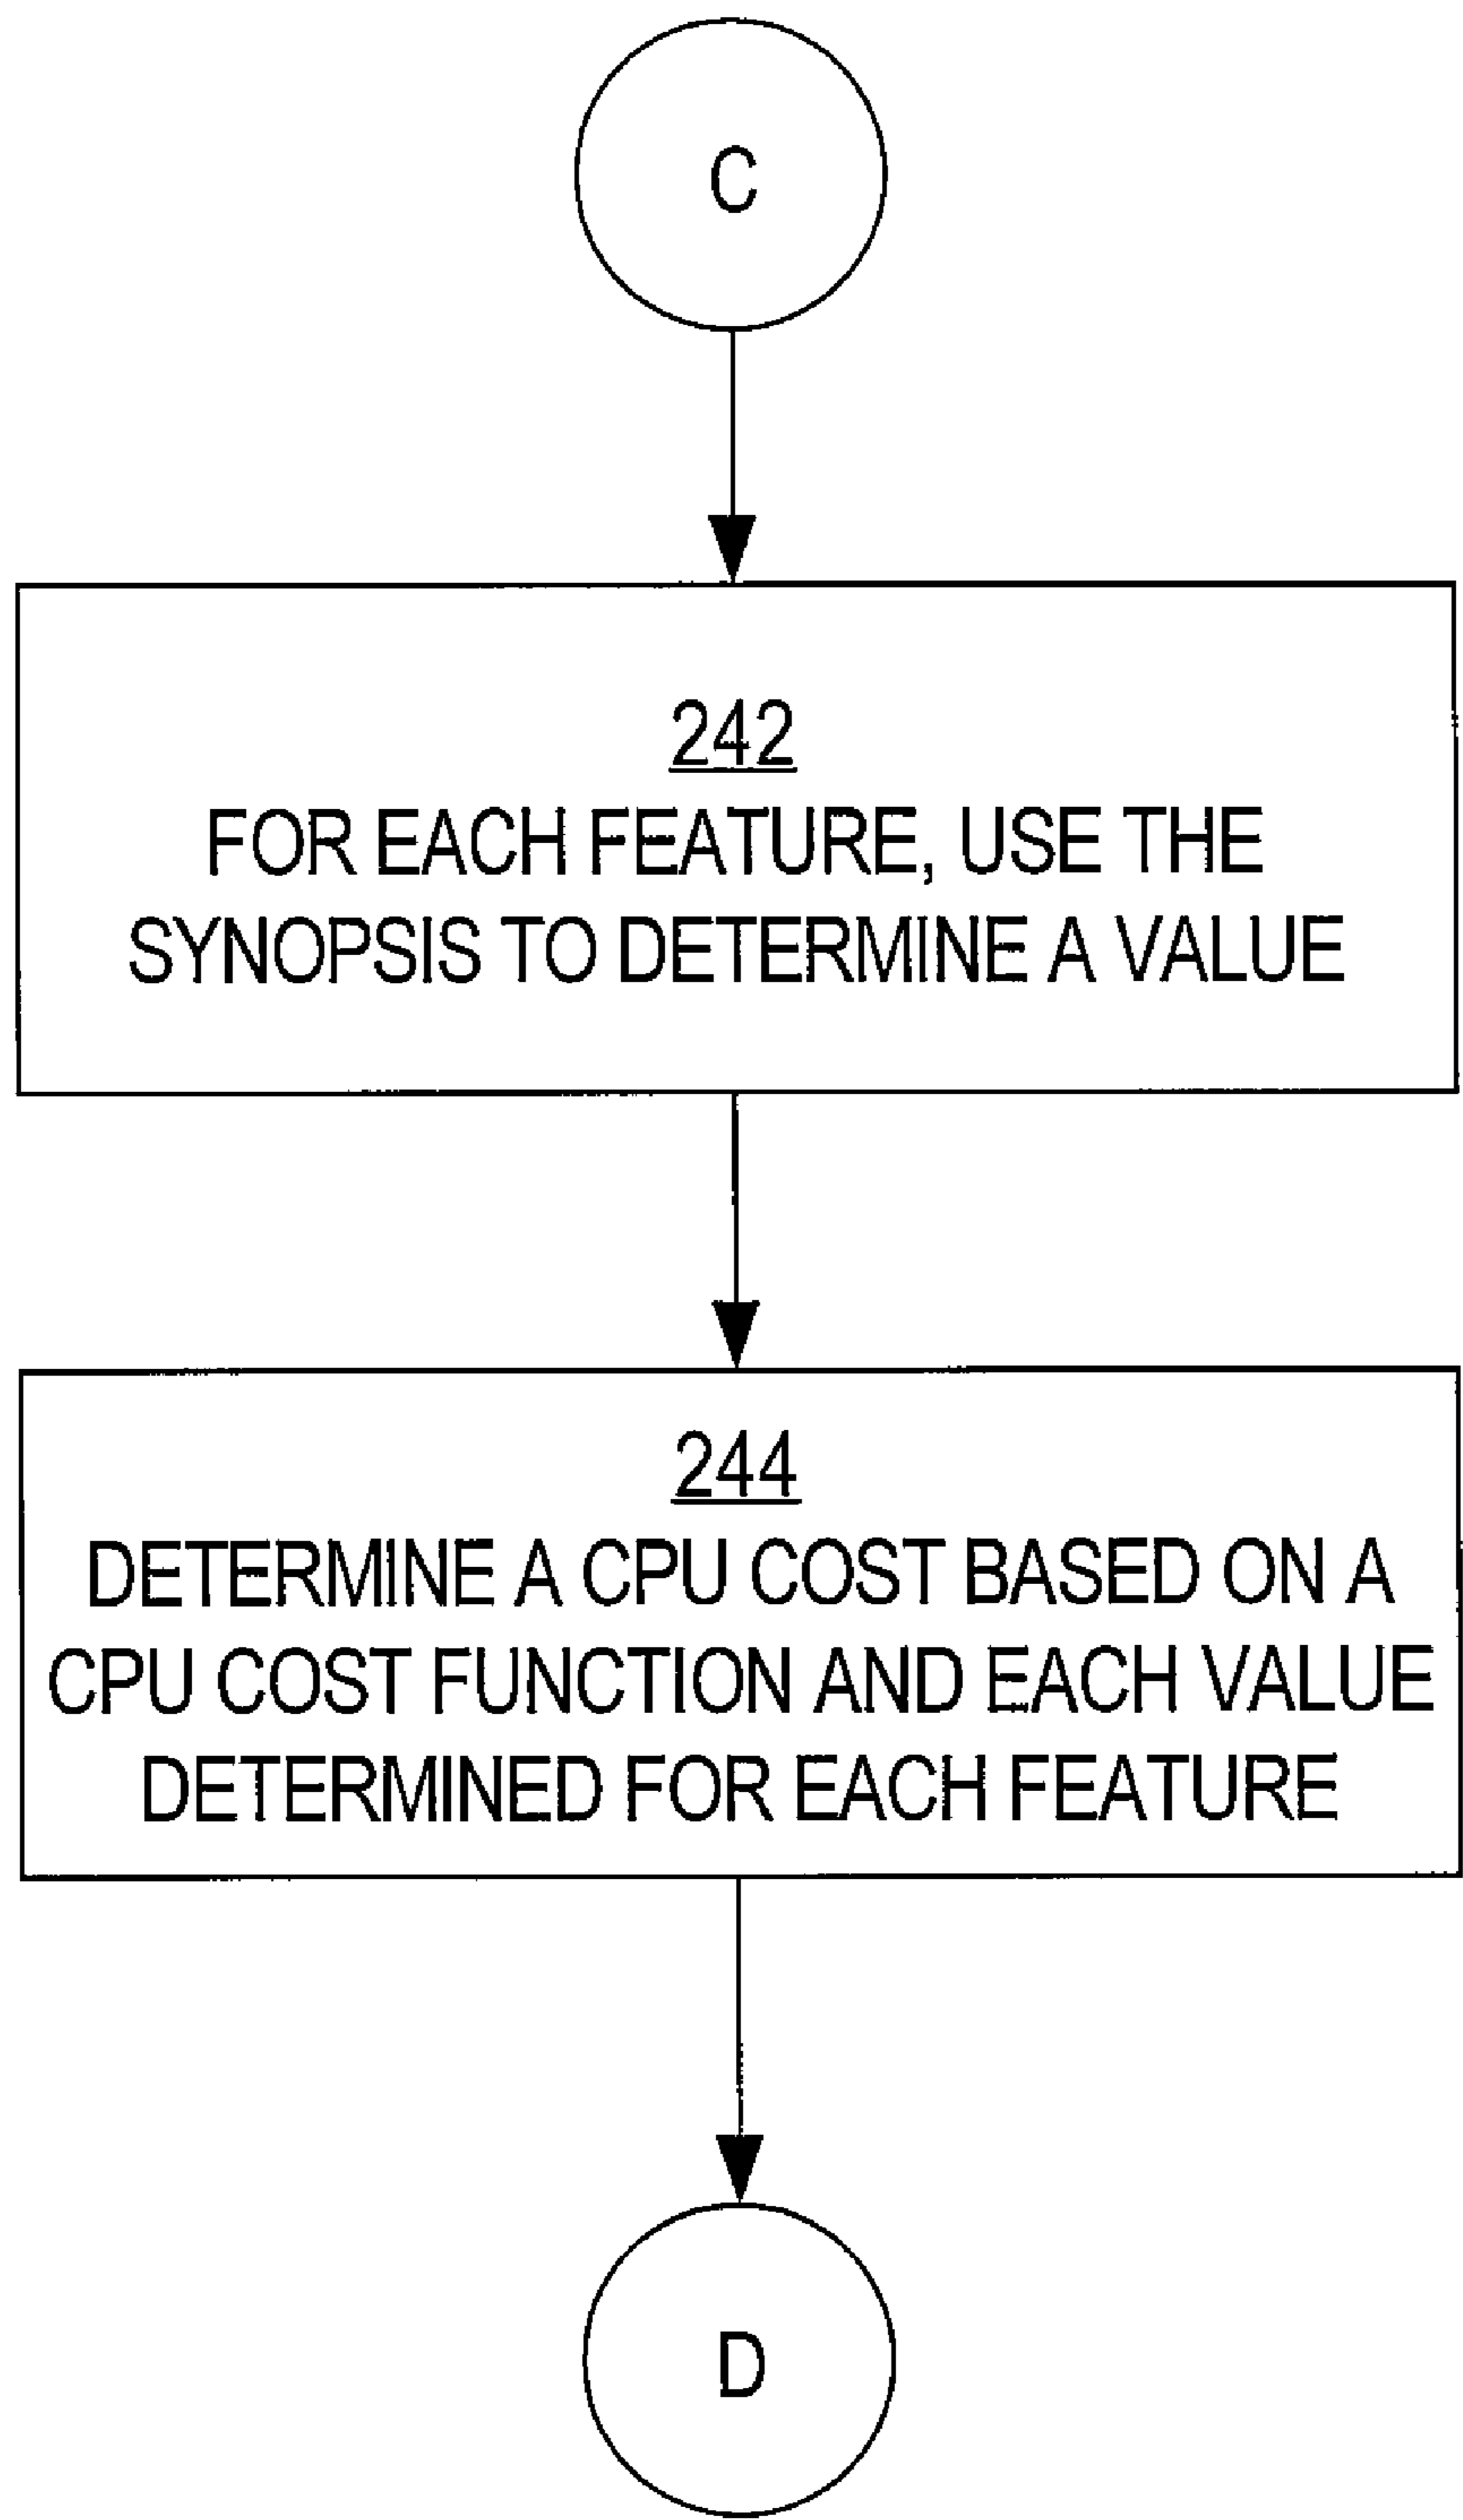 C
242
FOR EACH FEATURE, USE THE
SYNOPSIS TO DETERMINE A VALUE
244
DETERMINE A CPU COST BASED ON A
CPU COST FUNCTION AND EACH VALUE
DETERMINED FOR EACH FEATURE
D